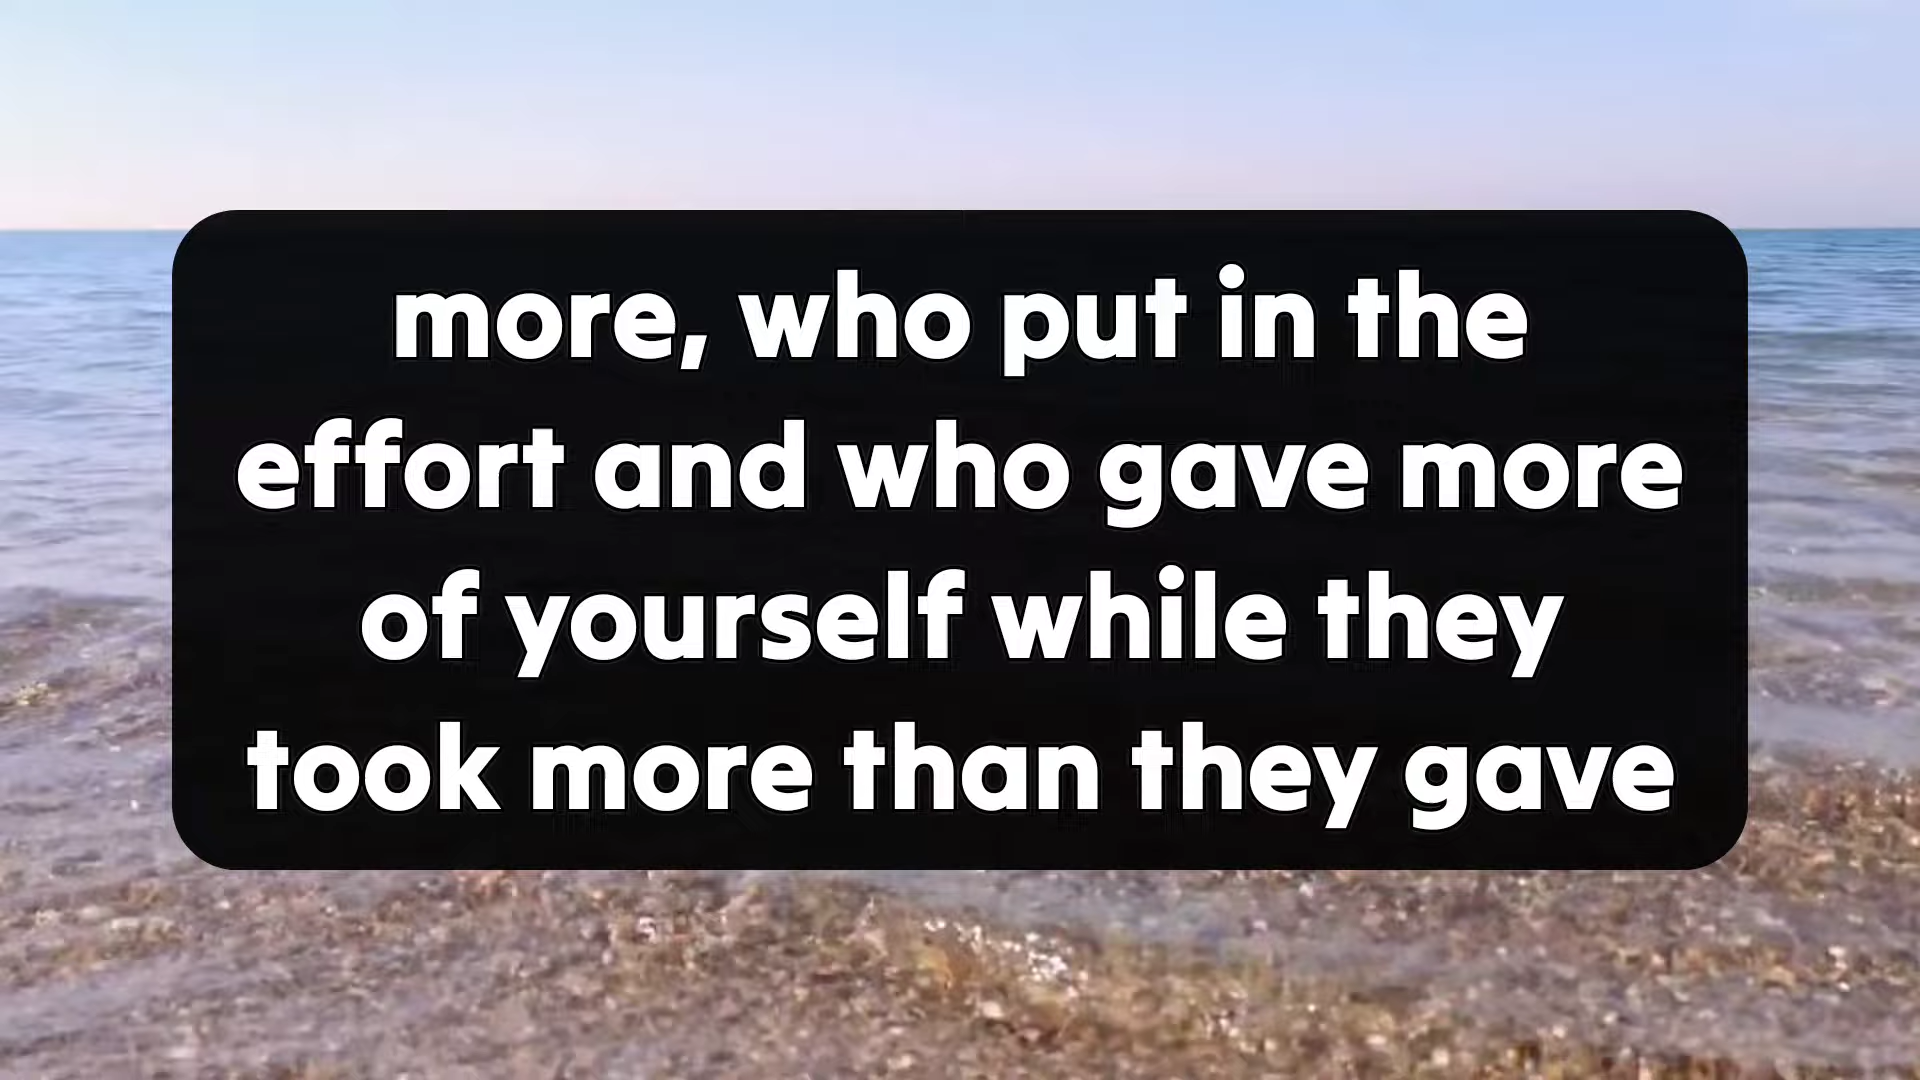 more, who put in the
effort and who gave more
of yourself while they
took more than they gave